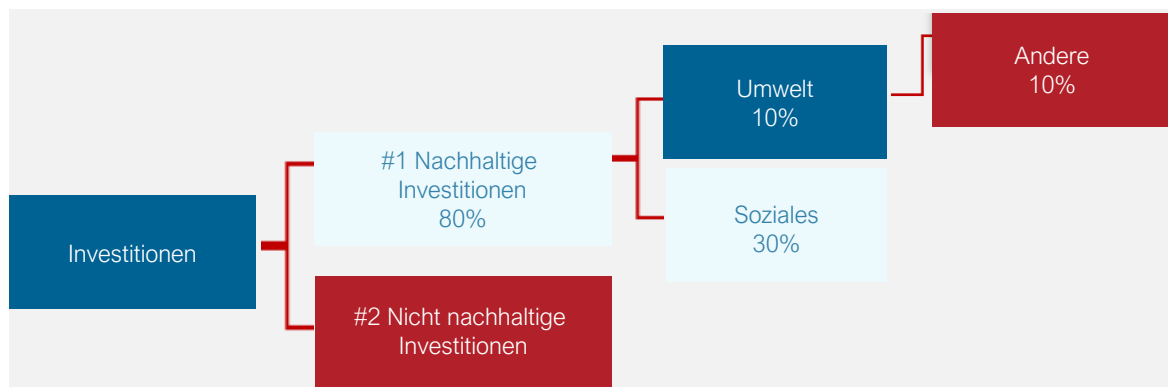 Investitionen
#1 Nachhaltige
Investitionen
80%
#2 Nicht nachhaltige
Investitionen
Umwelt
10%
Soziales
30%
Andere
10%